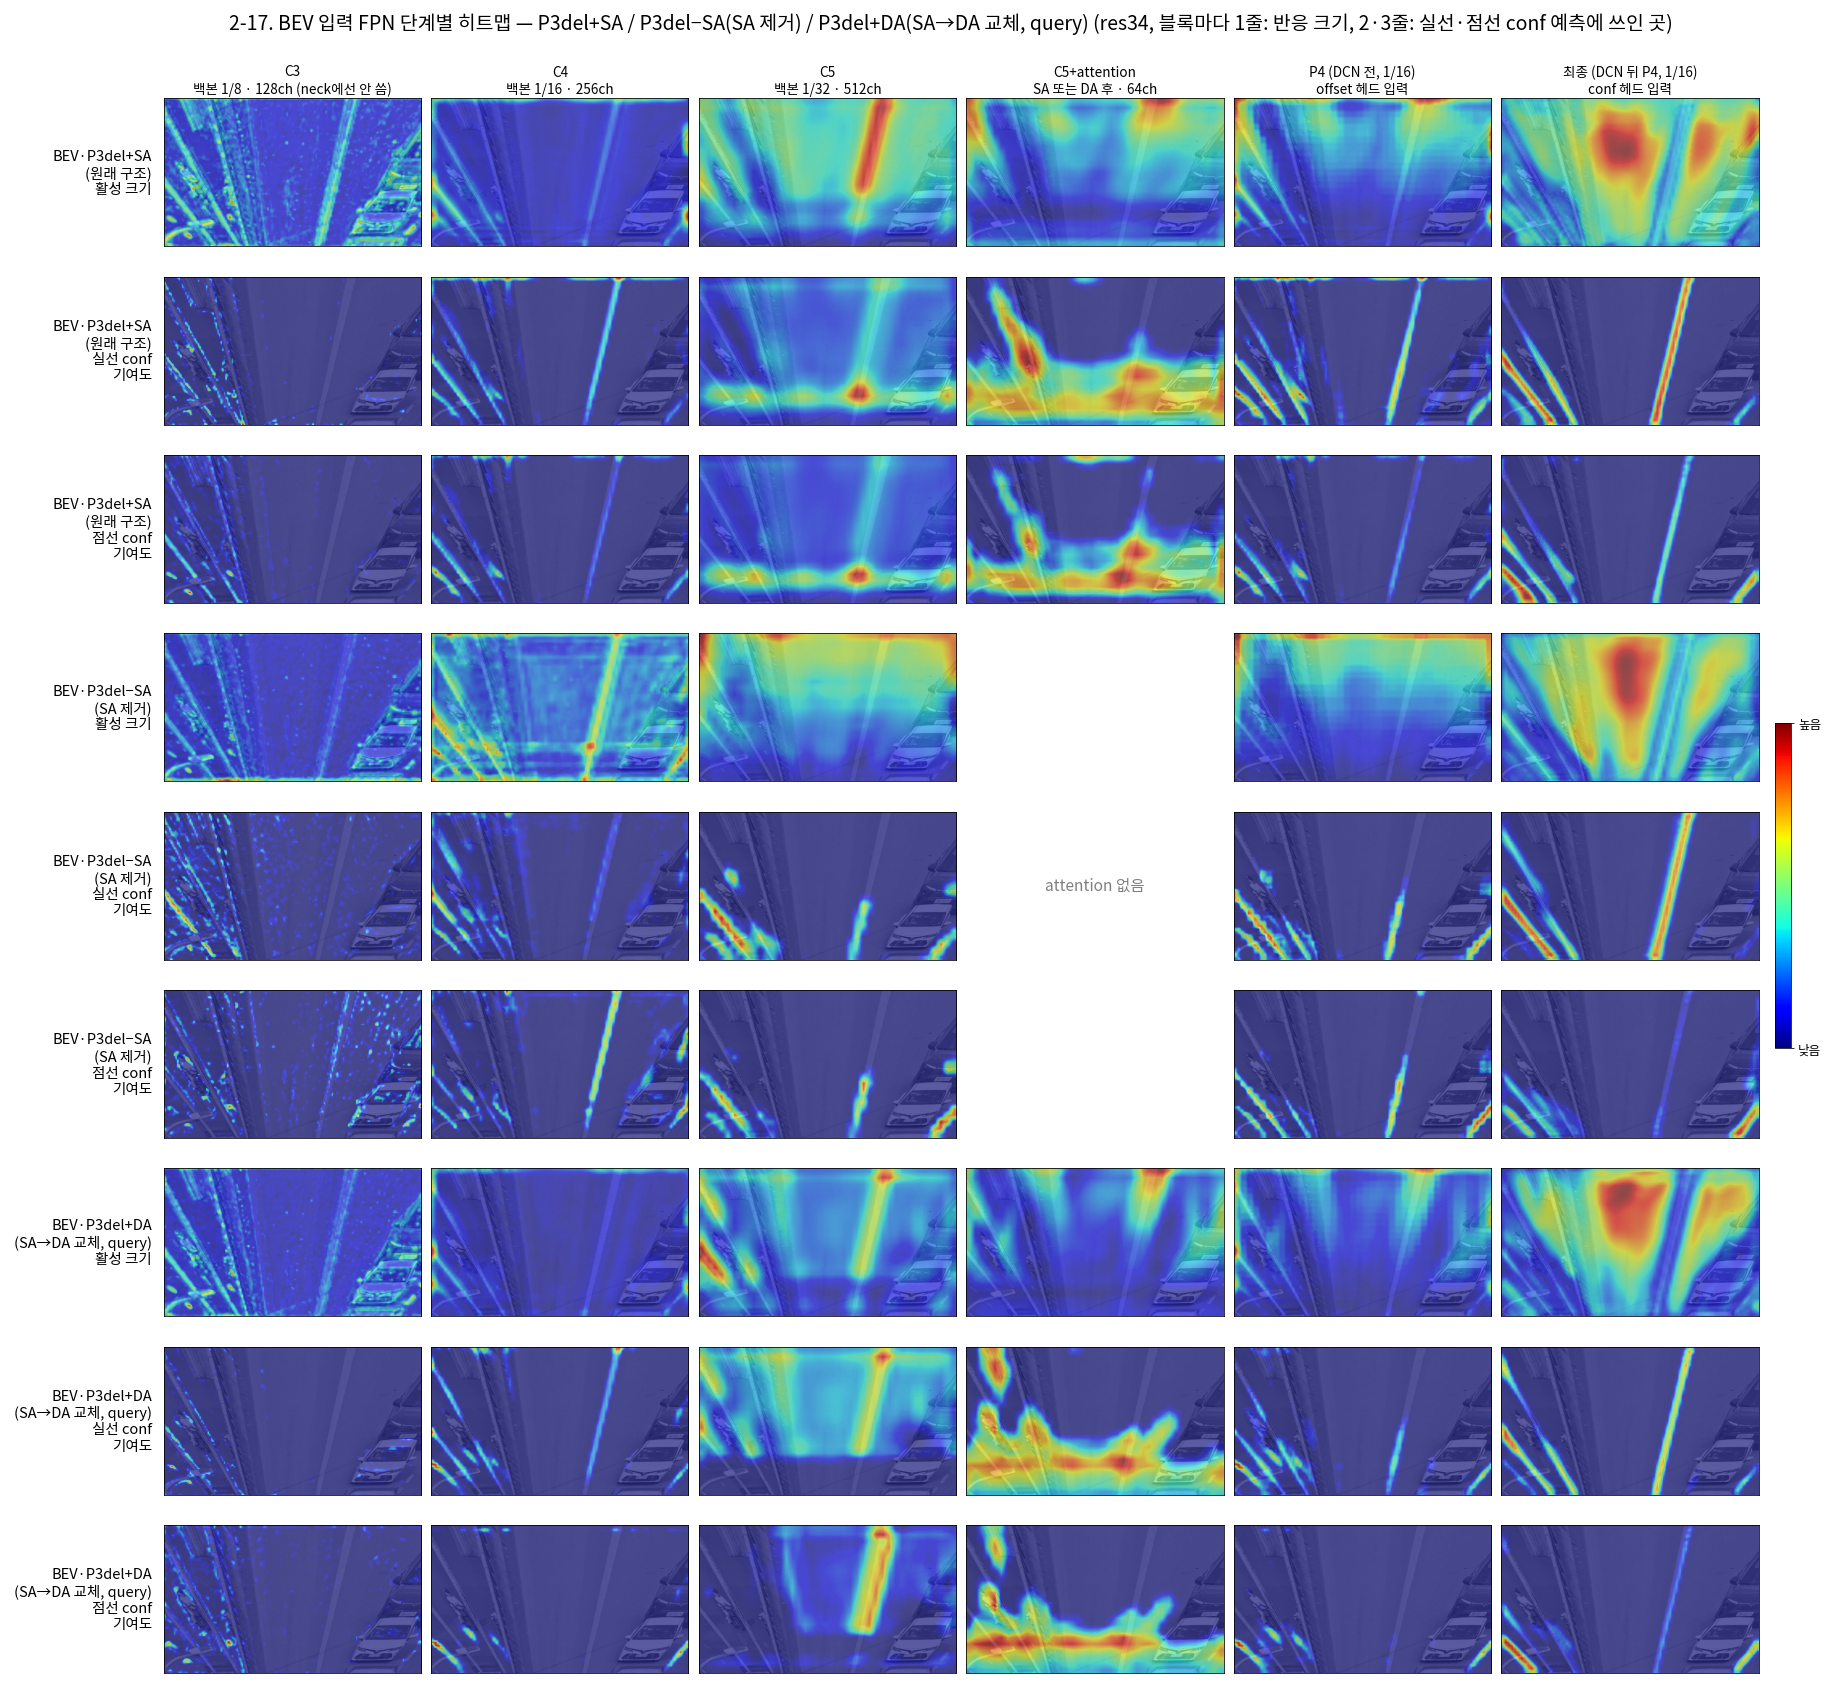 2-17. BEV 입력 FPN 단계별 히트맵 — P3del+SA / P3del−SA(SA 제거) / P3del+DA(SA→DA 교체, query) (res34, 블록마다 1줄: 반응 크기, 2·3줄: 실선·점선 conf 예측에 쓰인 곳)
C3
백본 1/8 · 128ch (neck에선 안 씀)
C4
백본 1/16 · 256ch
C5
백본 1/32 · 512ch
C5+attention
SA 또는 DA 후 · 64ch
P4 (DCN 전, 1/16)
offset 헤드 입력
최종 (DCN 뒤 P4, 1/16)
conf 헤드 입력
BEV·P3del+SA
(원래 구조)
활성 크기
BEV·P3del+SA
(원래 구조)
실선 conf
기여도
BEV·P3del+SA
(원래 구조)
점선 conf
기여도
BEV·P3del−SA
(SA 제거)
활성 크기
높음
BEV·P3del−SA
(SA 제거)
실선 conf
기여도
attention 없음
BEV·P3del−SA
(SA 제거)
점선 conf
기여도
낮음
BEV·P3del+DA
(SA→DA 교체, query)
활성 크기
BEV·P3del+DA
(SA→DA 교체, query)
실선 conf
기여도
BEV·P3del+DA
(SA→DA 교체, query)
점선 conf
기여도